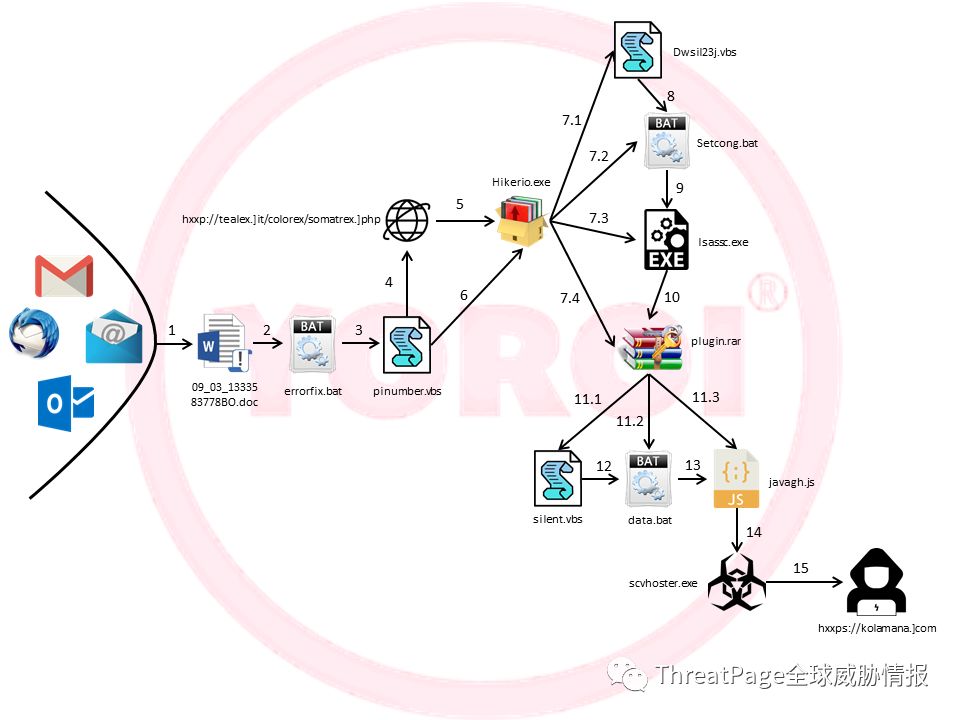 Dwsil23j.vbs
8
7.1
BAT
Setcong.bat
7.2
9
Hikerio.exe
5
hxxp://tealex.]it/colorex/somatrex.]php
7.3
lsassc.exe
EXE
4
6
7.4
10
YOROI
®
1
2
BAT
3
W
plugin.rar
@
O
09_03_13335
83778BO.doc
errorfix.bat
pinumber.vbs
11.1
11.2
11.3
12
BAT
13
{:}
JS
javagh.js
silent.vbs
data.bat
14
scvhoster.exe
15
hxxps://kolamana.]com
ThreatPage全球威胁情报